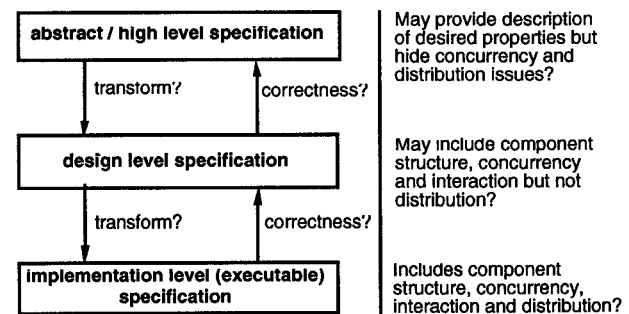 abstract / high level specification
May provide description
of desired properties but
hide concurrency and
distribution issues?
transtorm?
correctness?
design level specification
May include component
structure, concurrency
and interaction but not
distribution?
transform?
correctness?
implementation level (executable)
specification
Includes component
structure, concurrency,
interaction and distribution?